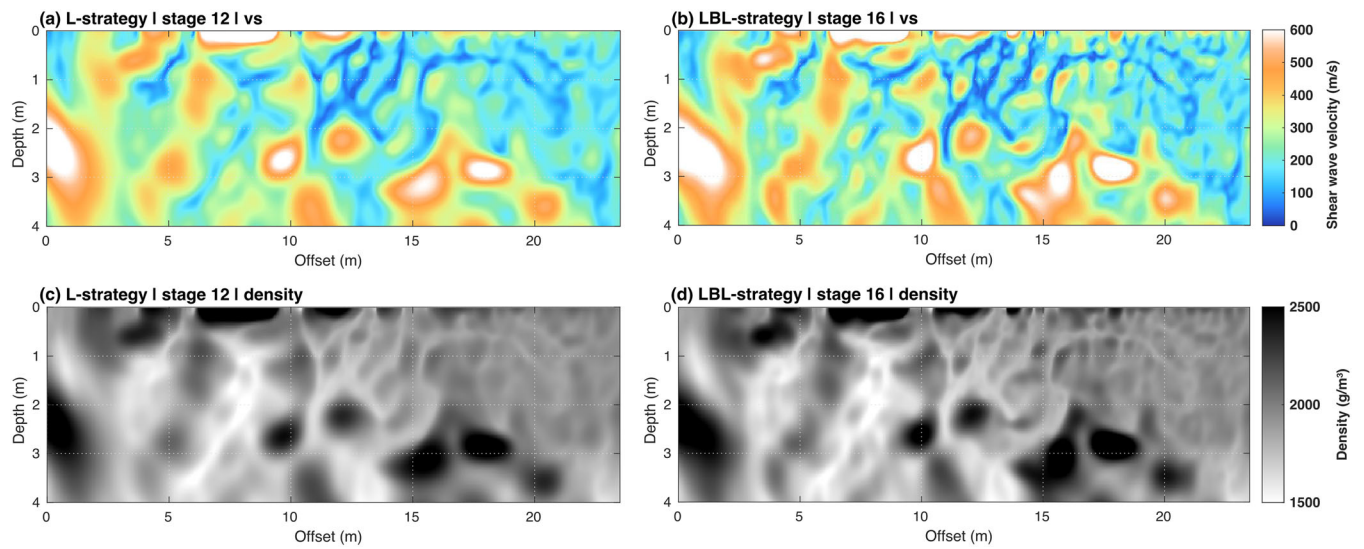 (a) L-strategy | stage 12 | vs
(b) LBL-strategy | stage 16 | vs
0
1
2
3
4
Depth (m)
0 5 10 15 20
Offset (m)
0
1
2
3
4
Depth (m)
0 5 10 15 20
Offset (m)
600
500
400
300
200
100
0
Shear wave velocity (m/s)
(c) L-strategy | stage 12 | density
(d) LBL-strategy | stage 16 | density
0
1
2
3
4
Depth (m)
0 5 10 15 20
Offset (m)
0
1
2
3
4
Depth (m)
0 5 10 15 20
Offset (m)
2500
2000
1500
Density (g/m³)